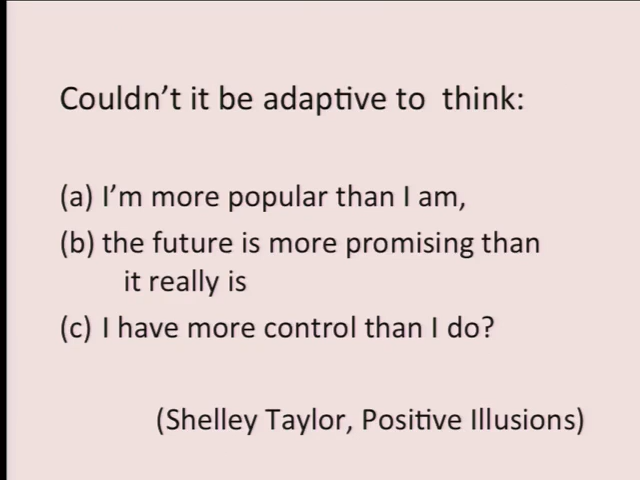 Couldn't it be adaptive to think:
(a) I'm more popular than I am,
(b) the future is more promising than
it really is
(c) I have more control than I do?
(Shelley Taylor, Positive Illusions)